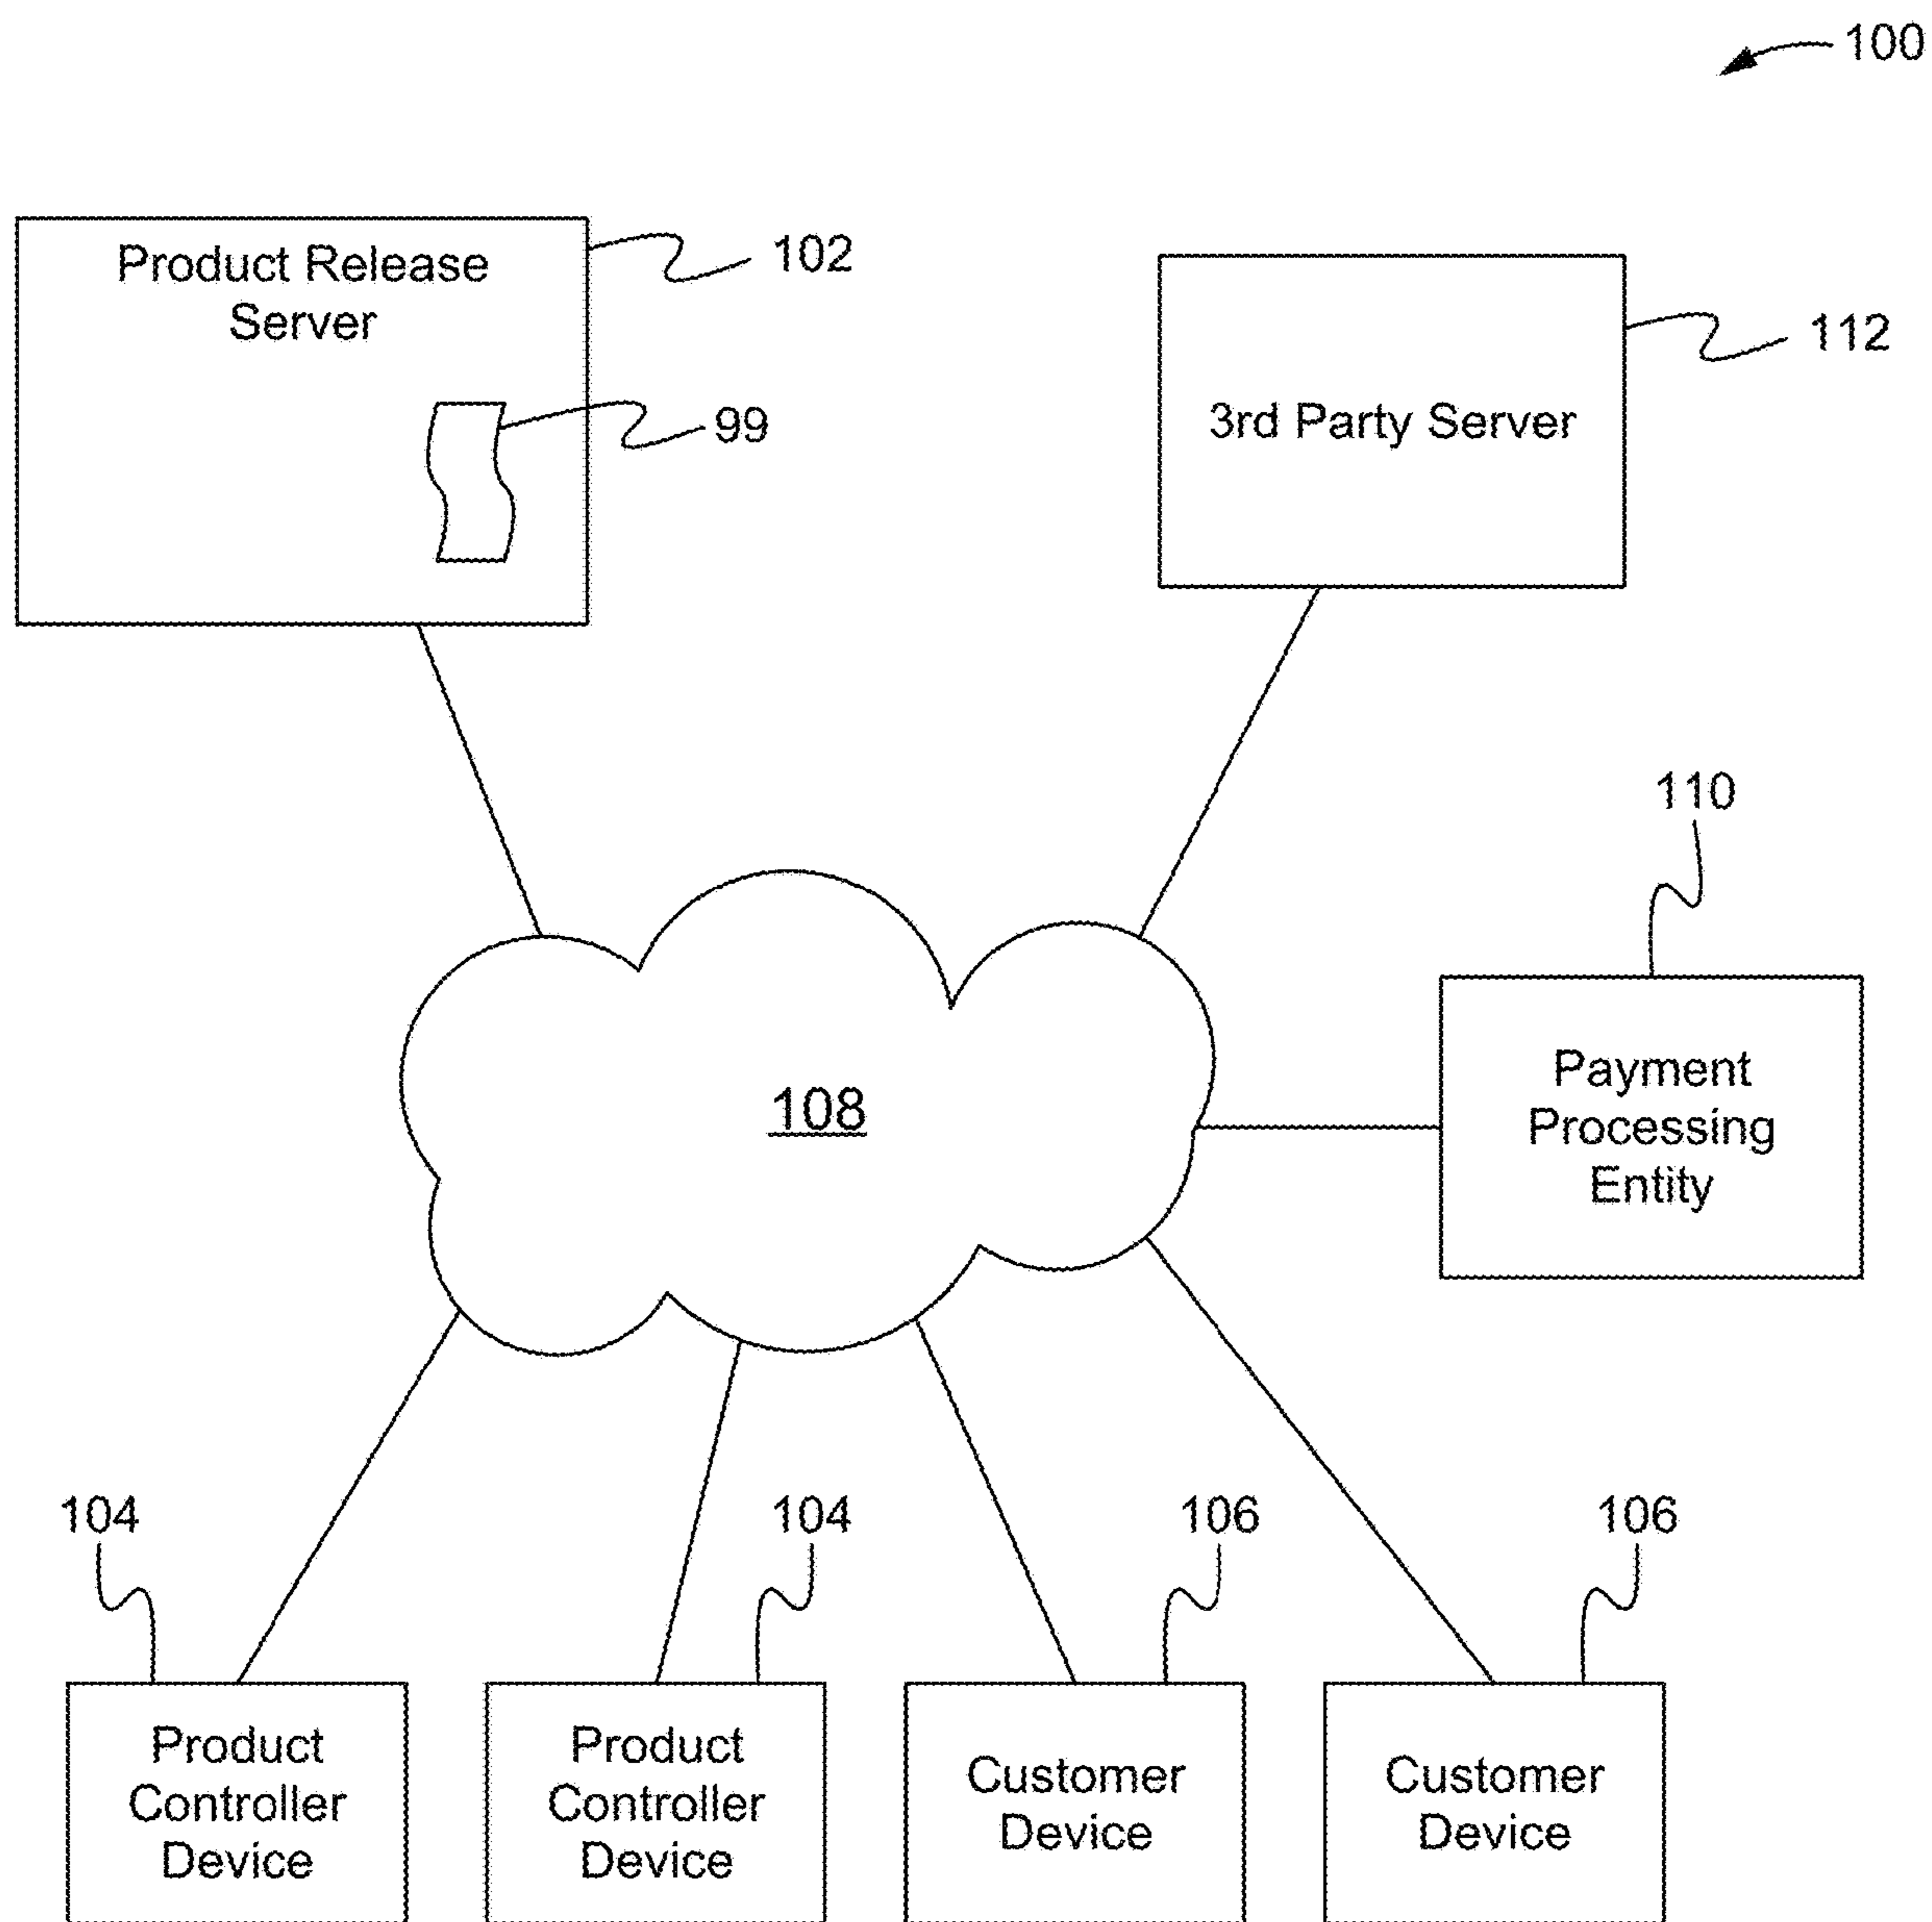 100
Product Release
Server
102
99
3rd Party Server
112
110
108
Payment
Processing
Entity
104
104
106
106
Product
Controller
Device
Product
Controller
Device
Customer
Device
Customer
Device